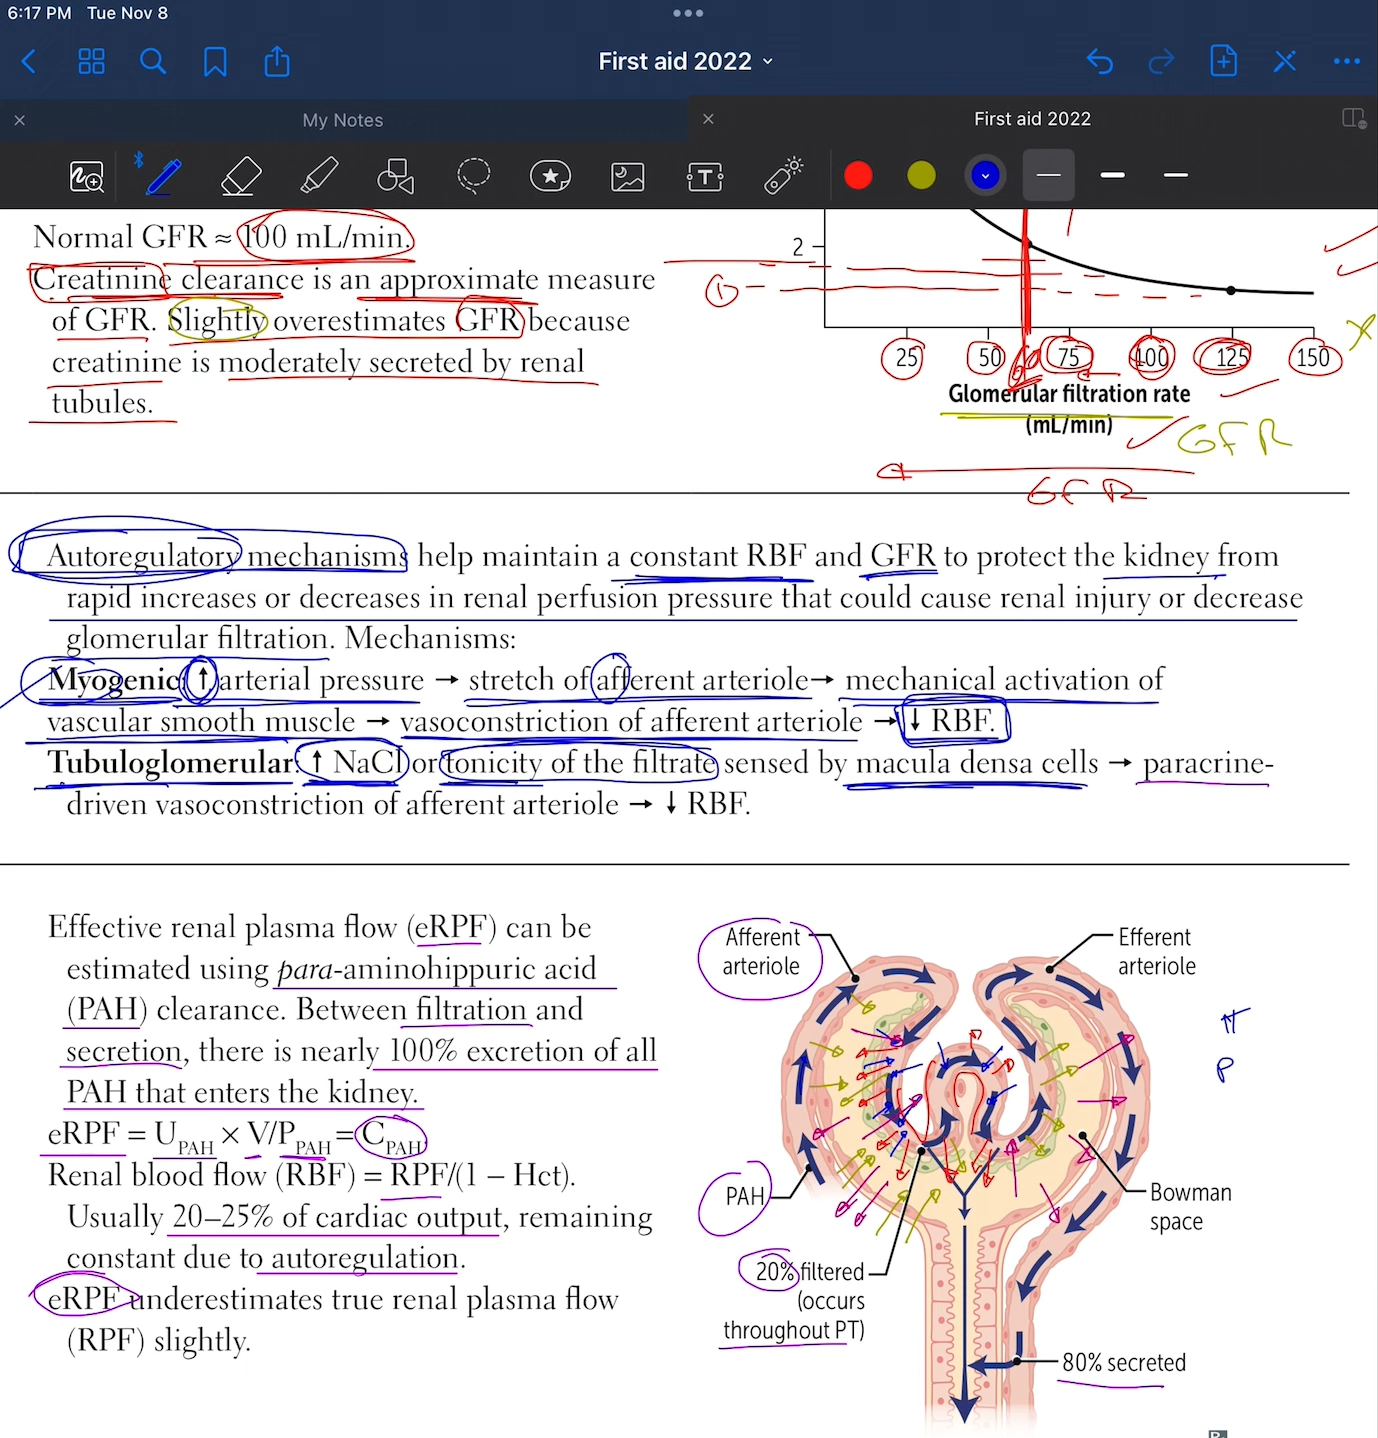 6:17 PM Tue Nov 8
First aid 2022
My Notes
First aid 2022
Normal GFR ≈ 100 mL/min.
Creatinine clearance is an approximate measure
of GFR. Slightly overestimates GFR because
creatinine is moderately secreted by renal
tubules.
2
25 50 60 75 100 125 150
Glomerular filtration rate
(mL/min)
GFR
GFR
Autoregulatory mechanisms help maintain a constant RBF and GFR to protect the kidney from
rapid increases or decreases in renal perfusion pressure that could cause renal injury or decrease
glomerular filtration. Mechanisms:
Myogenic: ↑ arterial pressure → stretch of afferent arteriole → mechanical activation of
vascular smooth muscle → vasoconstriction of afferent arteriole → ↓ RBF.
Tubuloglomerular: ↑ NaCl or tonicity of the filtrate sensed by macula densa cells → paracrine-
driven vasoconstriction of afferent arteriole → ↓ RBF.
Effective renal plasma flow (eRPF) can be
estimated using para-aminohippuric acid
(PAH) clearance. Between filtration and
secretion, there is nearly 100% excretion of all
PAH that enters the kidney.
eRPF = UPAH × V/PPAH = CPAH.
Renal blood flow (RBF) = RPF/(1 – Hct).
Usually 20–25% of cardiac output, remaining
constant due to autoregulation.
eRPF underestimates true renal plasma flow
(RPF) slightly.
Afferent
arteriole
Efferent
arteriole
π
P
PAH
Bowman
space
20% filtered
(occurs
throughout PT)
80% secreted